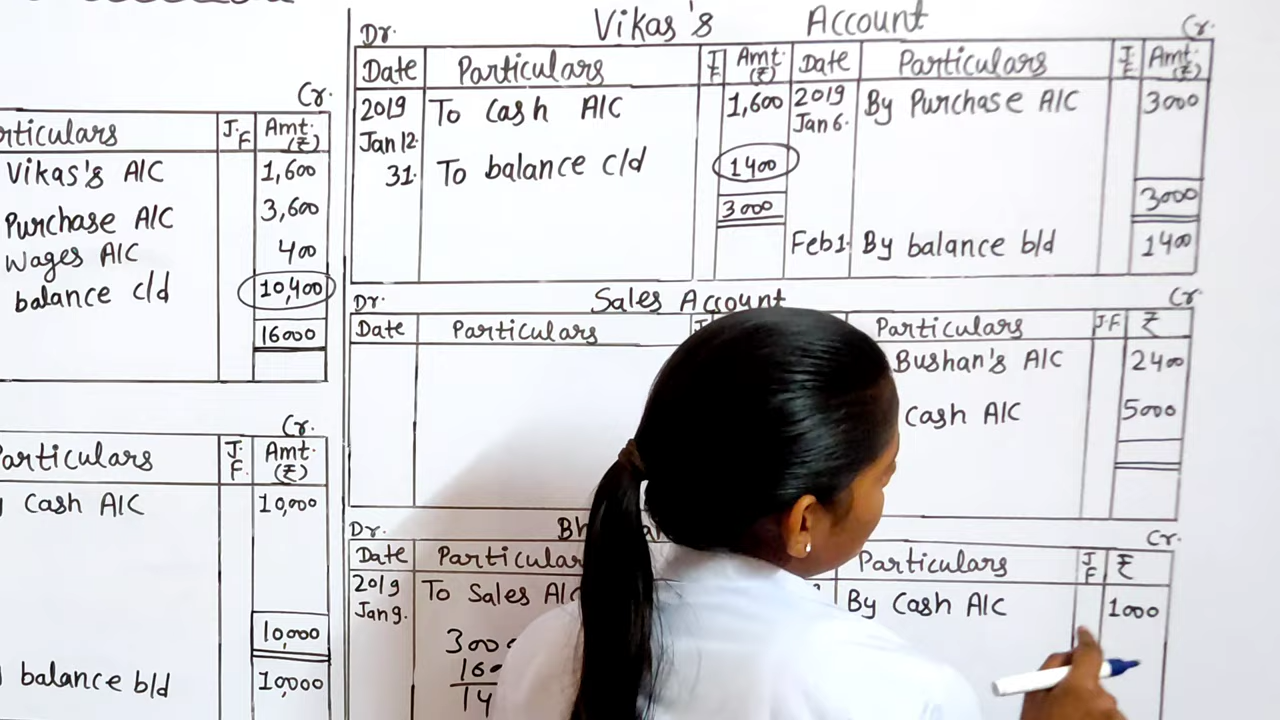 Cr.
rticulars J.F Amt. (₹)
Vikas's A/C 1,600
Purchase A/C 3,600
Wages A/C 400
balance c/d 10,400
16000
Cr.
articulars J.F. Amt. (₹)
Cash A/C 10,000
10,000
balance b/d 10,000
Vikas's Account
Dr. Cr.
Date Particulars J.F Amt. (₹) Date Particulars J.F. Amt. (₹)
2019 To Cash A/C 1,600 2019 By Purchase A/C 3000
Jan 12. Jan 6.
31. To balance c/d 1400
3000 3000
Feb 1. By balance b/d 1400
Dr. Sales Account Cr.
Date Particulars Particulars J.F ₹
Bushan's A/C 2400
Cash A/C 5000
Dr. Cr.
Date Particular Particulars J.F ₹
2019 To Sales A/C By Cash A/C 1000
Jan 9.
300
160
14